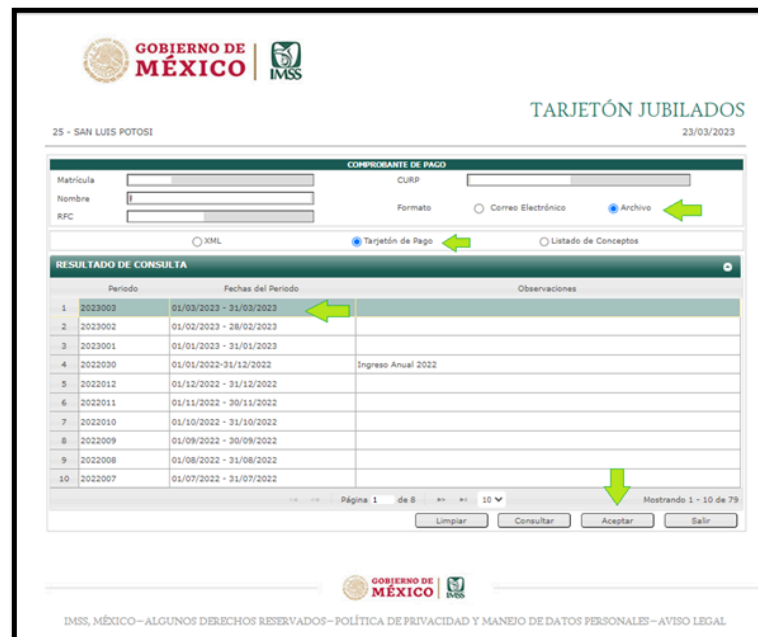 GOBIERNO DE
MÉXICO
IMSS
TARJETÓN JUBILADOS
25 - SAN LUIS POTOSI 23/03/2023
COMPROBANTE DE PAGO
Matrícula CURP
Nombre
Formato Correo Electrónico Archivo
RFC
XML Tarjetón de Pago Listado de Conceptos
RESULTADO DE CONSULTA
Periodo Fechas del Periodo Observaciones
1 2023003 01/03/2023 - 31/03/2023
2 2023002 01/02/2023 - 28/02/2023
3 2023001 01/01/2023 - 31/01/2023
4 2022030 01/01/2022-31/12/2022 Ingreso Anual 2022
5 2022012 01/12/2022 - 31/12/2022
6 2022011 01/11/2022 - 30/11/2022
7 2022010 01/10/2022 - 31/10/2022
8 2022009 01/09/2022 - 30/09/2022
9 2022008 01/08/2022 - 31/08/2022
10 2022007 01/07/2022 - 31/07/2022
Página 1 de 8 10 Mostrando 1 - 10 de 79
Limpiar Consultar Aceptar Salir
GOBIERNO DE
MÉXICO
IMSS
IMSS, MÉXICO—ALGUNOS DERECHOS RESERVADOS—POLÍTICA DE PRIVACIDAD Y MANEJO DE DATOS PERSONALES—AVISO LEGAL